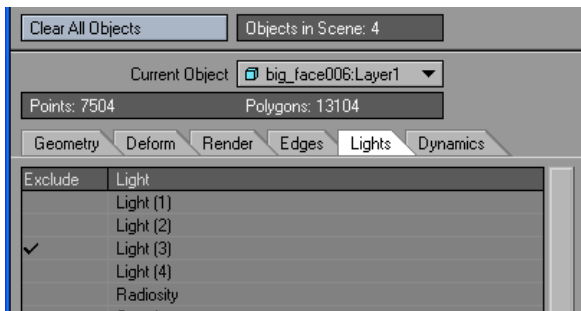 Clear All Objects Objects in Scene: 4
Current Object big_face006:Layer1
Points: 7504 Polygons: 13104
Geometry Deform Render Edges Lights Dynamics
Exclude Light
Light (1)
Light (2)
Light (3)
Light (4)
Radiosity